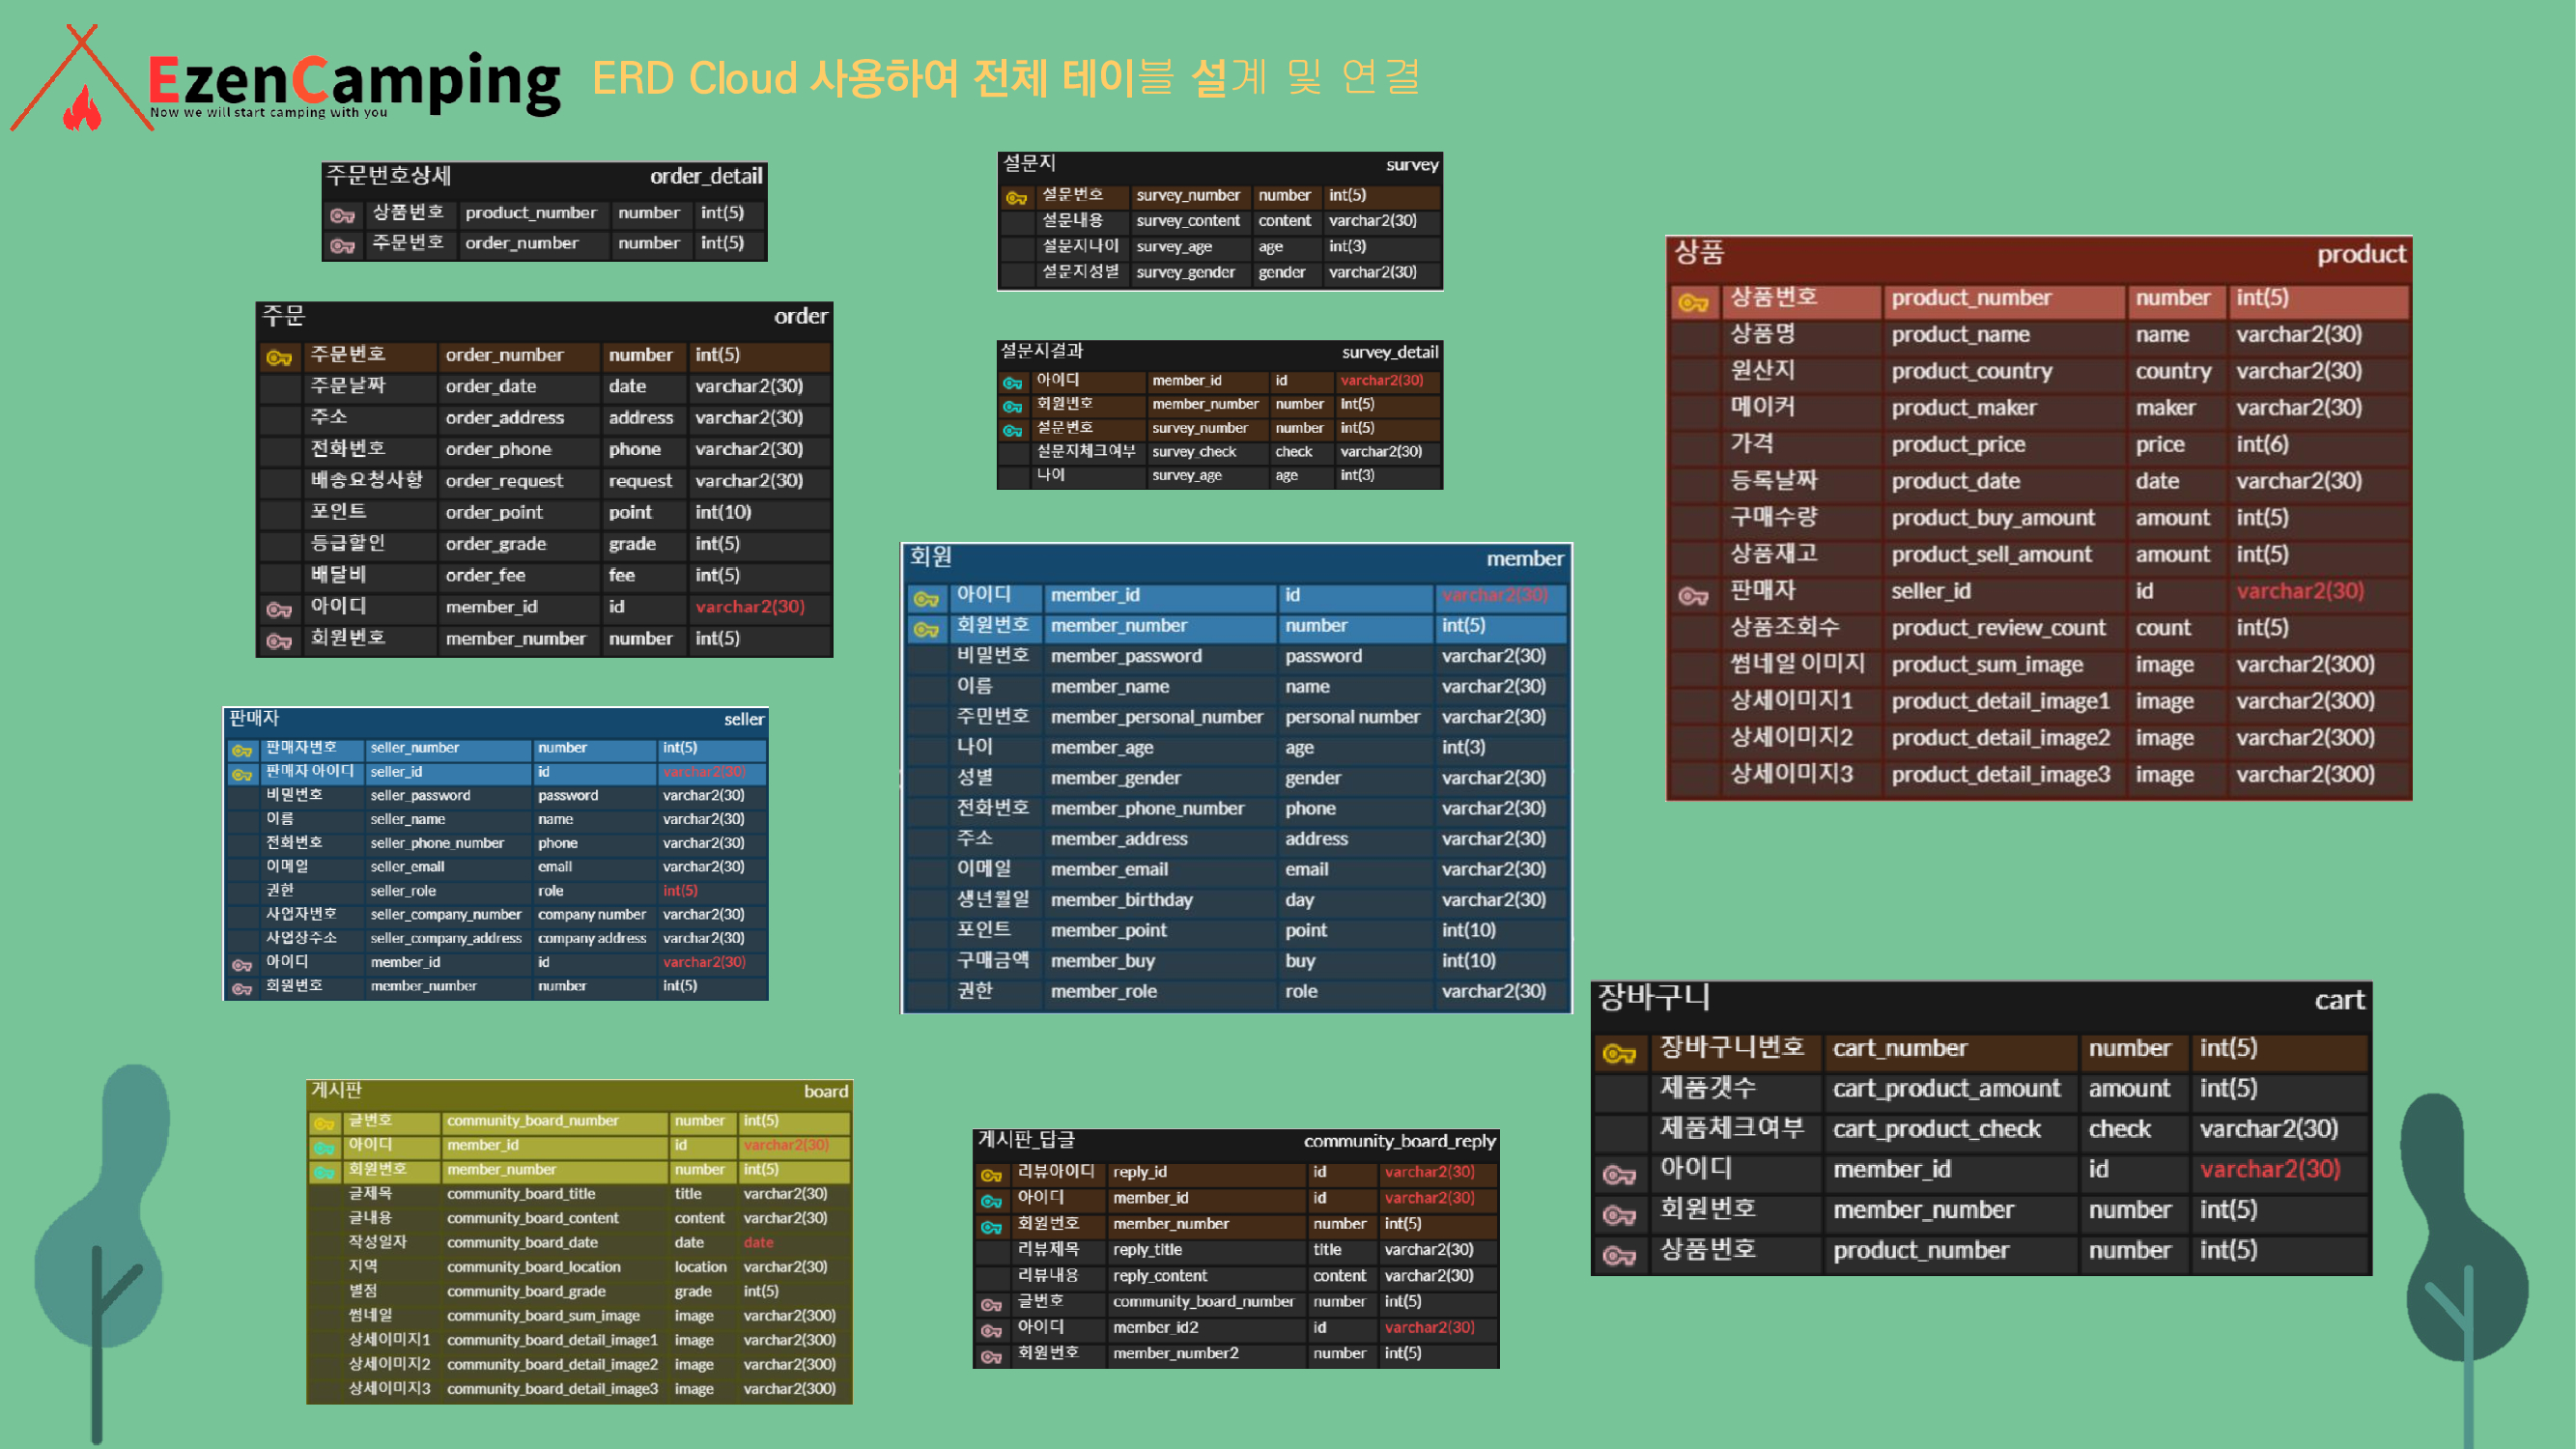 EzenCamping
Now we will start camping with you
ERD Cloud 사용하여 전체 테이블 설계 및 연결
주문번호상세 order_detail
상품번호 product_number number int(5)
주문번호 order_number number int(5)
주문 order
주문번호 order_number number int(5)
주문날짜 order_date date varchar2(30)
주소 order_address address varchar2(30)
전화번호 order_phone phone varchar2(30)
배송요청사항 order_request request varchar2(30)
포인트 order_point point int(10)
등급할인 order_grade grade int(5)
배달비 order_fee fee int(5)
아이디 member_id id varchar2(30)
회원번호 member_number number int(5)
판매자 seller
판매자번호 seller_number number int(5)
판매자 아이디 seller_id id varchar2(30)
비밀번호 seller_password password varchar2(30)
이름 seller_name name varchar2(30)
전화번호 seller_phone_number phone varchar2(30)
이메일 seller_email email varchar2(30)
권한 seller_role role int(5)
사업자번호 seller_company_number company number varchar2(30)
사업장주소 seller_company_address company address varchar2(30)
아이디 member_id id varchar2(30)
회원번호 member_number number int(5)
게시판 board
글번호 community_board_number number int(5)
아이디 member_id id varchar2(30)
회원번호 member_number number int(5)
글제목 community_board_title title varchar2(30)
글내용 community_board_content content varchar2(30)
작성일자 community_board_date date date
지역 community_board_location location varchar2(30)
별점 community_board_grade grade int(5)
썸네일 community_board_sum_image image varchar2(300)
상세이미지1 community_board_detail_image1 image varchar2(300)
상세이미지2 community_board_detail_image2 image varchar2(300)
상세이미지3 community_board_detail_image3 image varchar2(300)
설문지 survey
설문번호 survey_number number int(5)
설문내용 survey_content content varchar2(30)
설문지나이 survey_age age int(3)
설문지성별 survey_gender gender varchar2(30)
설문지결과 survey_detail
아이디 member_id id varchar2(30)
회원번호 member_number number int(5)
설문번호 survey_number number int(5)
설문지체크여부 survey_check check varchar2(30)
나이 survey_age age int(3)
회원 member
아이디 member_id id varchar2(30)
회원번호 member_number number int(5)
비밀번호 member_password password varchar2(30)
이름 member_name name varchar2(30)
주민번호 member_personal_number personal number varchar2(30)
나이 member_age age int(3)
성별 member_gender gender varchar2(30)
전화번호 member_phone_number phone varchar2(30)
주소 member_address address varchar2(30)
이메일 member_email email varchar2(30)
생년월일 member_birthday day varchar2(30)
포인트 member_point point int(10)
구매금액 member_buy buy int(10)
권한 member_role role varchar2(30)
게시판_답글 community_board_reply
리뷰아이디 reply_id id varchar2(30)
아이디 member_id id varchar2(30)
회원번호 member_number number int(5)
리뷰제목 reply_title title varchar2(30)
리뷰내용 reply_content content varchar2(30)
글번호 community_board_number number int(5)
아이디 member_id2 id varchar2(30)
회원번호 member_number2 number int(5)
상품 product
상품번호 product_number number int(5)
상품명 product_name name varchar2(30)
원산지 product_country country varchar2(30)
메이커 product_maker maker varchar2(30)
가격 product_price price int(6)
등록날짜 product_date date varchar2(30)
구매수량 product_buy_amount amount int(5)
상품재고 product_sell_amount amount int(5)
판매자 seller_id id varchar2(30)
상품조회수 product_review_count count int(5)
썸네일 이미지 product_sum_image image varchar2(300)
상세이미지1 product_detail_image1 image varchar2(300)
상세이미지2 product_detail_image2 image varchar2(300)
상세이미지3 product_detail_image3 image varchar2(300)
장바구니 cart
장바구니번호 cart_number number int(5)
제품갯수 cart_product_amount amount int(5)
제품체크여부 cart_product_check check varchar2(30)
아이디 member_id id varchar2(30)
회원번호 member_number number int(5)
상품번호 product_number number int(5)